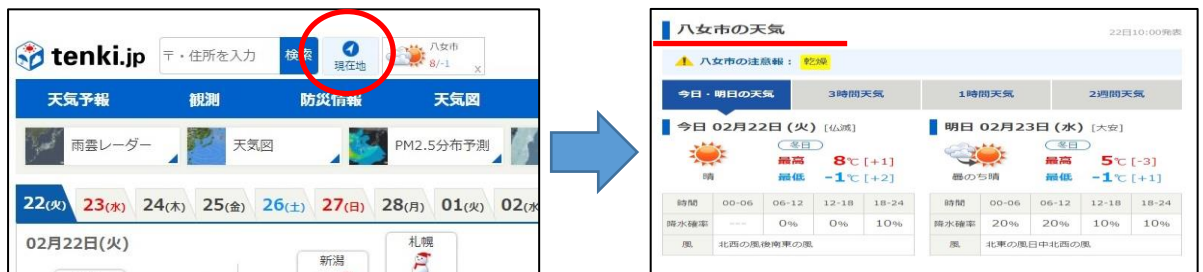 tenki.jp 〒・住所を入力 検索 現在地 八女市 8/-1 x
天気予報 観測 防災情報 天気図
雨雲レーダー 天気図 PM2.5分布予測
22(火) 23(水) 24(木) 25(金) 26(土) 27(日) 28(月) 01(火) 02(水
02月22日(火)
札幌
新潟
八女市の天気 22日10:00発表
八女市の注意報： 乾燥
今日・明日の天気 3時間天気 1時間天気 2週間天気
今日 02月22日(火) [仏滅]
冬日
最高 8℃ [+1]
晴 最低 -1℃ [+2]
時間 00-06 06-12 12-18 18-24
降水確率 --- 0% 0% 10%
風 北西の風後南東の風
明日 02月23日(水) [大安]
冬日
最高 5℃ [-3]
曇のち晴 最低 -1℃ [+1]
時間 00-06 06-12 12-18 18-24
降水確率 20% 20% 10% 10%
風 北東の風日中北西の風